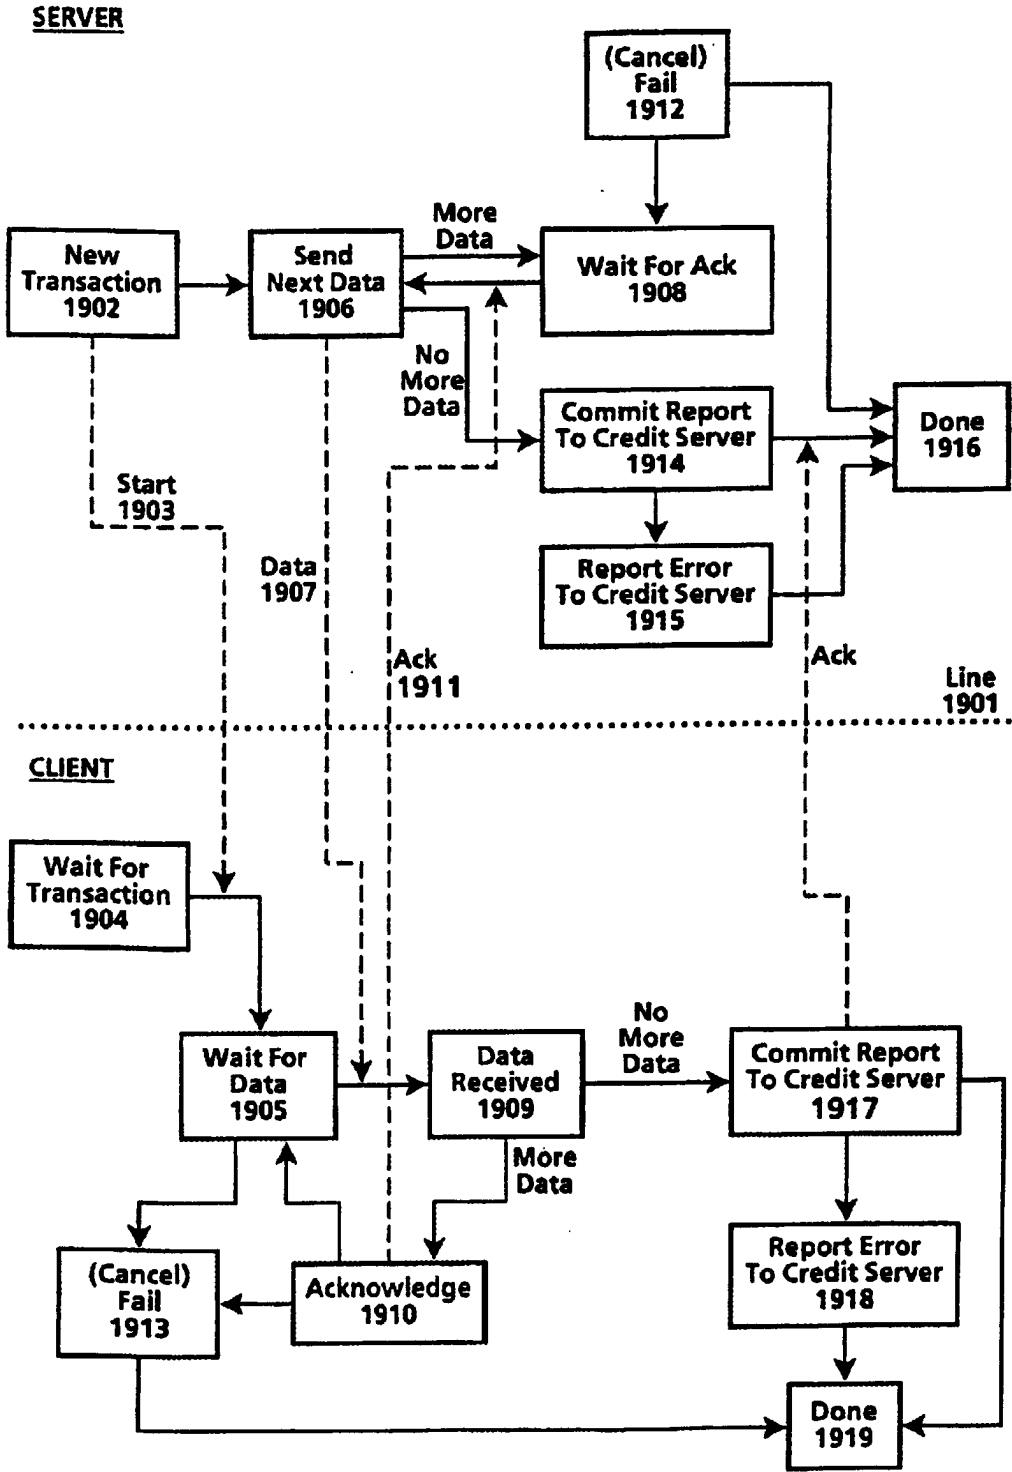 SERVER
(Cancel)
Fail
1912
New
Transaction
1902
Send
Next Data
1906
More
Data
Wait For Ack
1908
No
More
Data
Commit Report
To Credit Server
1914
Done
1916
Start
1903
Data
1907
Report Error
To Credit Server
1915
Ack
1911
Ack
Line
1901
CLIENT
Wait For
Transaction
1904
Wait For
Data
1905
Data
Received
1909
No
More
Data
Commit Report
To Credit Server
1917
More
Data
(Cancel)
Fail
1913
Acknowledge
1910
Report Error
To Credit Server
1918
Done
1919